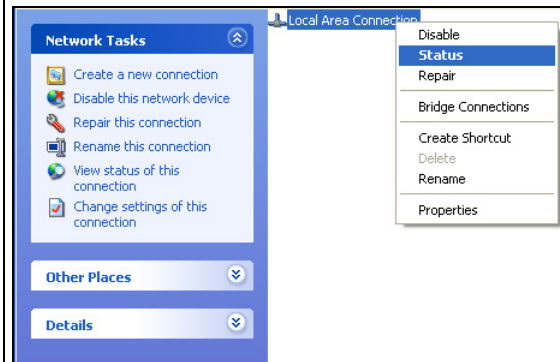 Network Tasks
Create a new connection
Disable this network device
Repair this connection
Rename this connection
View status of this
connection
Change settings of this
connection
Other Places
Details
Local Area Connection
Disable
Status
Repair
Bridge Connections
Create Shortcut
Delete
Rename
Properties